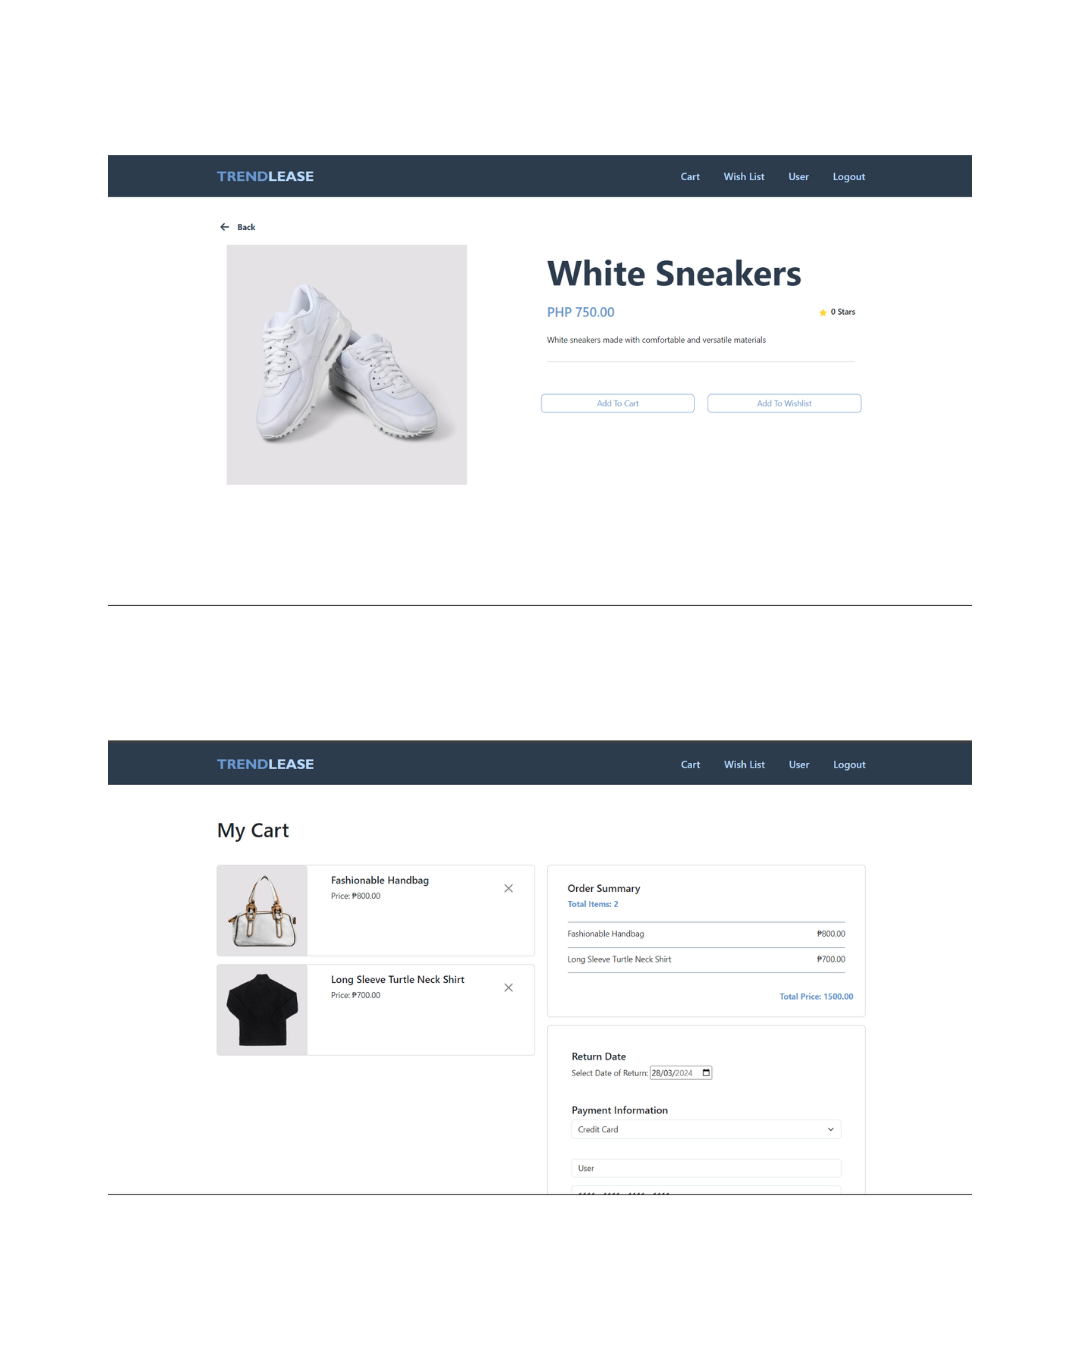 TRENDLEASE
Cart Wish List User Logout
Back
White Sneakers
PHP 750.00
0 Stars
White sneakers made with comfortable and versatile materials
Add To Cart
Add To Wishlist
TRENDLEASE
Cart Wish List User Logout
My Cart
Fashionable Handbag
Price: ₱800.00
Long Sleeve Turtle Neck Shirt
Price: ₱700.00
Order Summary
Total Items: 2
Fashionable Handbag ₱800.00
Long Sleeve Turtle Neck Shirt ₱700.00
Total Price: 1500.00
Return Date
Select Date of Return: 28/03/2024
Payment Information
Credit Card
User